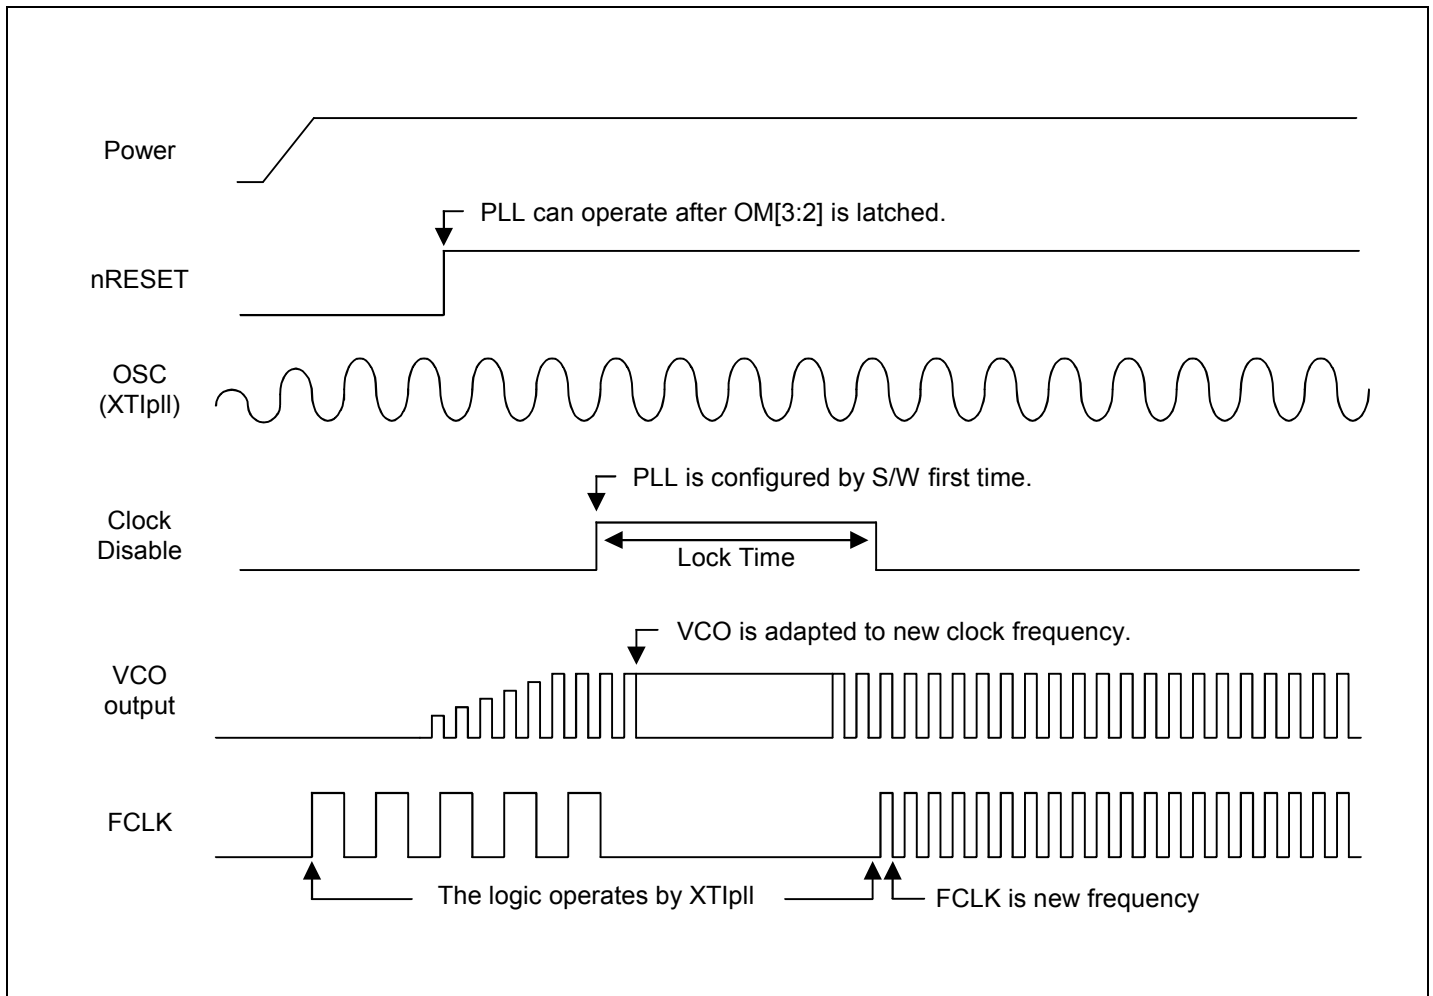 Power
PLL can operate after OM[3:2] is latched.
nRESET
OSC
(XTIpll)
PLL is configured by S/W first time.
Clock
Disable
Lock Time
VCO is adapted to new clock frequency.
VCO
output
FCLK
The logic operates by XTIpll
FCLK is new frequency